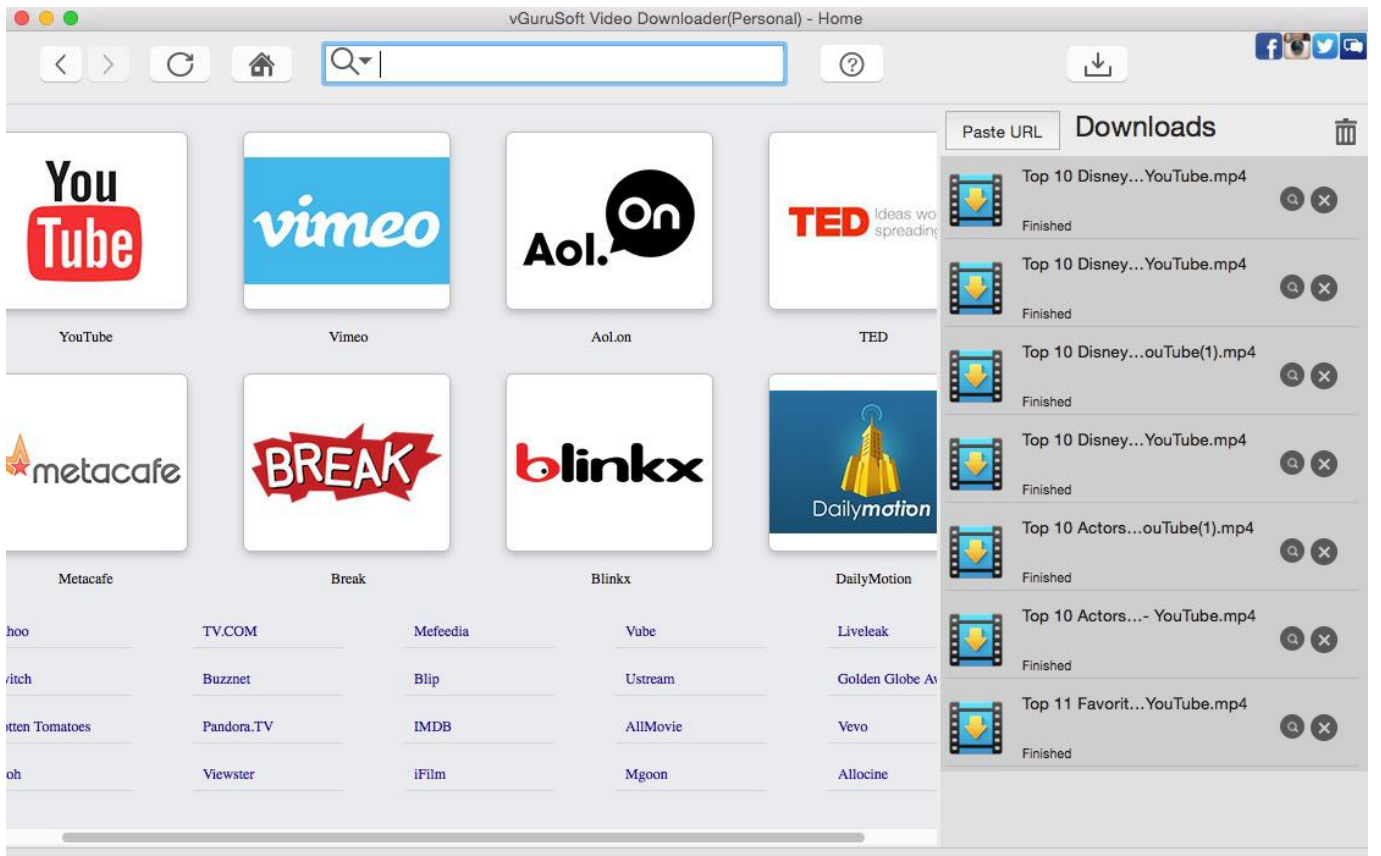 vGuruSoft Video Downloader(Personal) - Home
Paste URL
Downloads
You
Tube
vimeo
Aol.
On
TED Ideas wo
spreading
YouTube
Vimeo
Aol.on
TED
metacafe
BREAK
blinkx
Dailymotion
Metacafe
Break
Blinkx
DailyMotion
hoo
TV.COM
Mefeedia
Vube
Liveleak
vitch
Buzznet
Blip
Ustream
Golden Globe Aw
otten Tomatoes
Pandora.TV
IMDB
AllMovie
Vevo
oh
Viewster
iFilm
Mgoon
Allocine
Top 10 Disney...YouTube.mp4
Finished
Top 10 Disney...YouTube.mp4
Finished
Top 10 Disney...ouTube(1).mp4
Finished
Top 10 Disney...YouTube.mp4
Finished
Top 10 Actors...ouTube(1).mp4
Finished
Top 10 Actors...- YouTube.mp4
Finished
Top 11 Favorit...YouTube.mp4
Finished